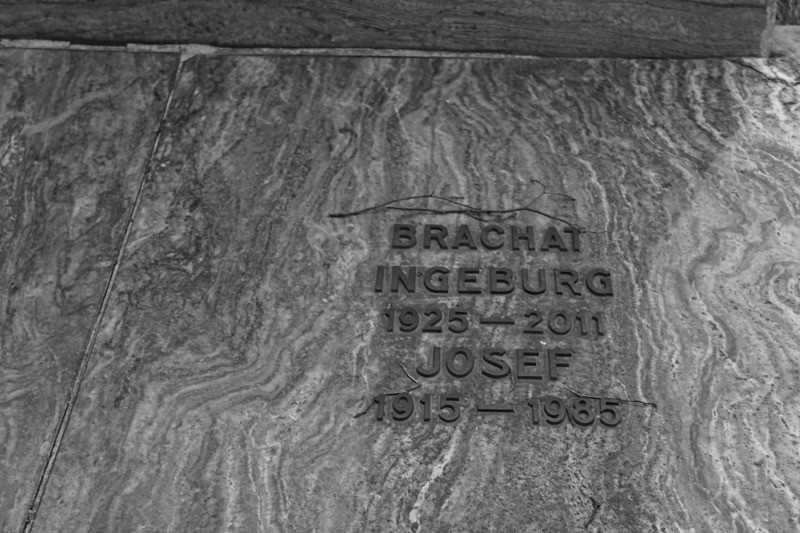 BRACHAT
INGEBURG
1925 — 2011
JOSEF
1915 — 1985